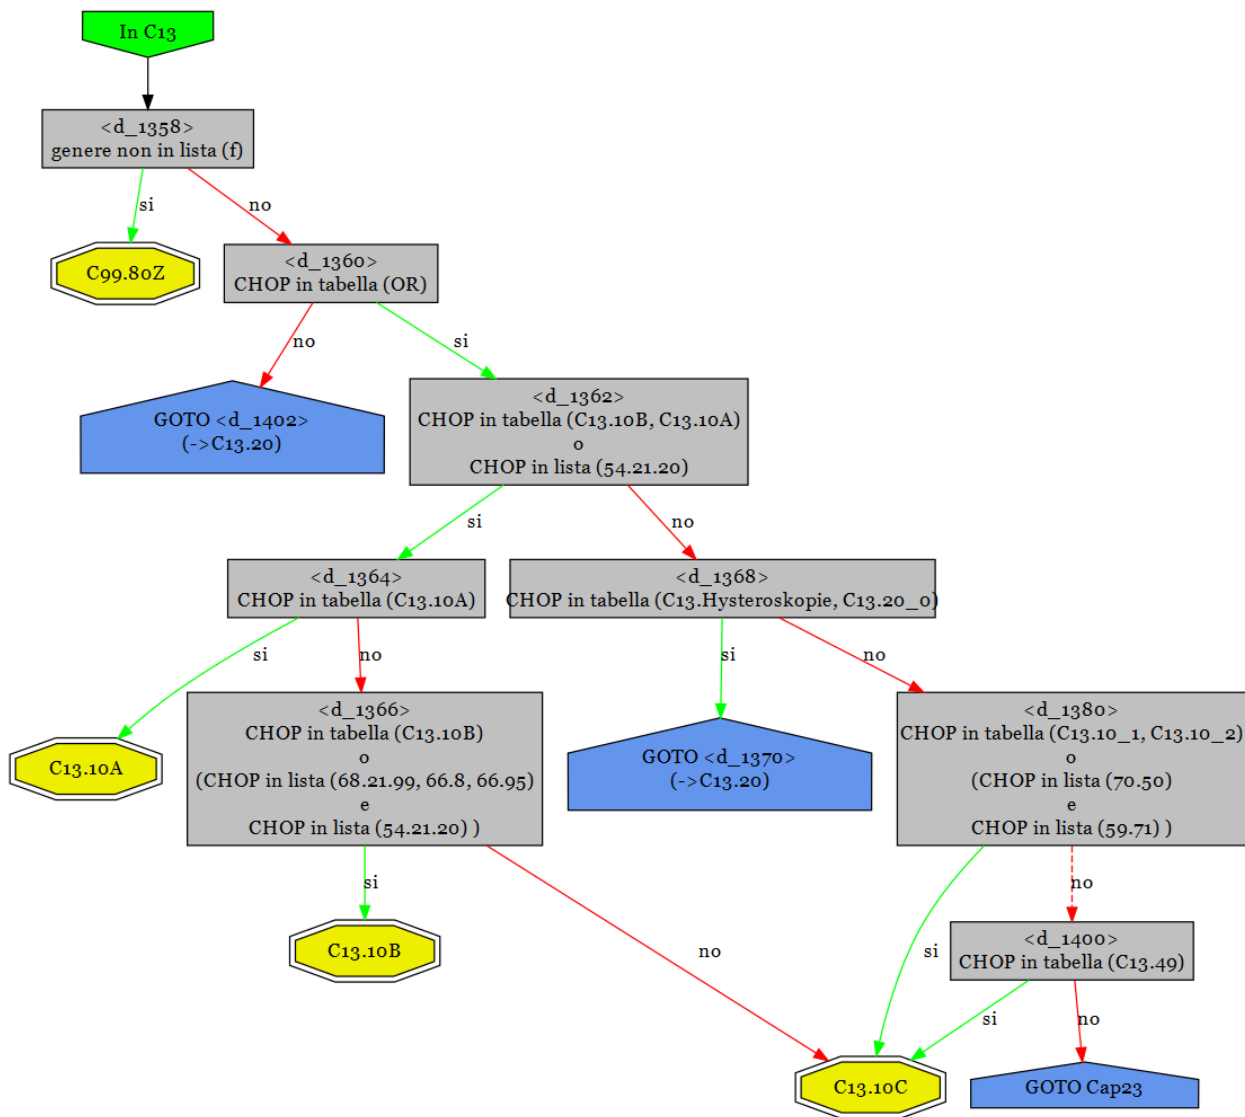 In C13
<d_1358>
genere non in lista (f)
si
no
C99.80Z
<d_1360>
CHOP in tabella (OR)
no
si
GOTO <d_1402>
(->C13.20)
<d_1362>
CHOP in tabella (C13.10B, C13.10A)
o
CHOP in lista (54.21.20)
si
no
<d_1364>
CHOP in tabella (C13.10A)
<d_1368>
CHOP in tabella (C13.Hysteroskopie, C13.20_0)
si
no
si
no
C13.10A
<d_1366>
CHOP in tabella (C13.10B)
o
(CHOP in lista (68.21.99, 66.8, 66.95)
e
CHOP in lista (54.21.20) )
GOTO <d_1370>
(->C13.20)
<d_1380>
CHOP in tabella (C13.10_1, C13.10_2)
o
(CHOP in lista (70.50)
e
CHOP in lista (59.71) )
si
no
si
no
C13.10B
<d_1400>
CHOP in tabella (C13.49)
si
no
C13.10C
GOTO Cap23